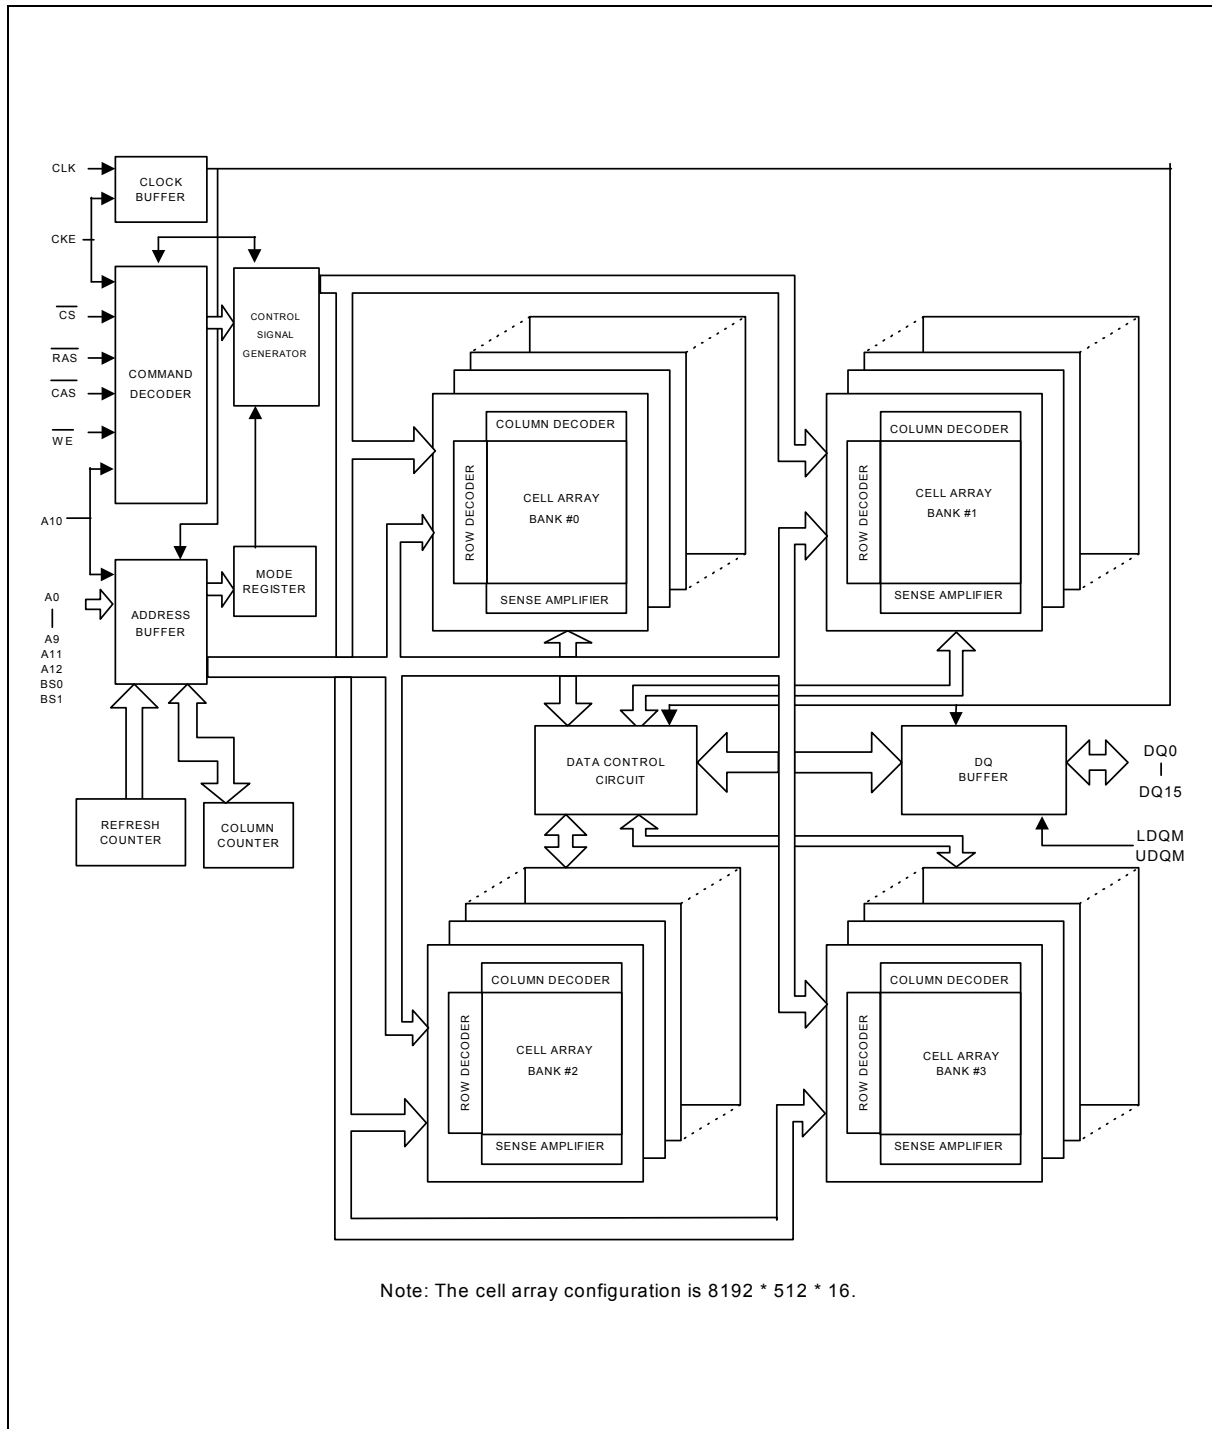 CLK
CLOCK
BUFFER
CKE
CS
RAS
CAS
WE
A10
COMMAND
DECODER
CONTROL
SIGNAL
GENERATOR
A0
A9
A11
A12
BS0
BS1
ADDRESS
BUFFER
MODE
REGISTER
REFRESH
COUNTER
COLUMN
COUNTER
COLUMN DECODER
ROW DECODER
CELL ARRAY
BANK #0
SENSE AMPLIFIER
COLUMN DECODER
ROW DECODER
CELL ARRAY
BANK #1
SENSE AMPLIFIER
DATA CONTROL
CIRCUIT
DQ
BUFFER
DQ0
DQ15
LDQM
UDQM
COLUMN DECODER
ROW DECODER
CELL ARRAY
BANK #2
SENSE AMPLIFIER
COLUMN DECODER
ROW DECODER
CELL ARRAY
BANK #3
SENSE AMPLIFIER
Note: The cell array configuration is 8192 * 512 * 16.